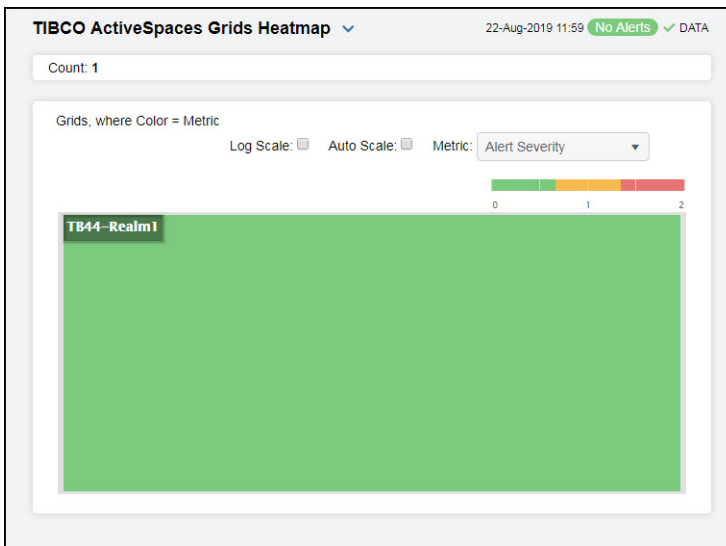 TIBCO ActiveSpaces Grids Heatmap 22-Aug-2019 11:59 No Alerts DATA
Count: 1
Grids, where Color = Metric
Log Scale: Auto Scale: Metric: Alert Severity
0 1 2
TB44-Realm1